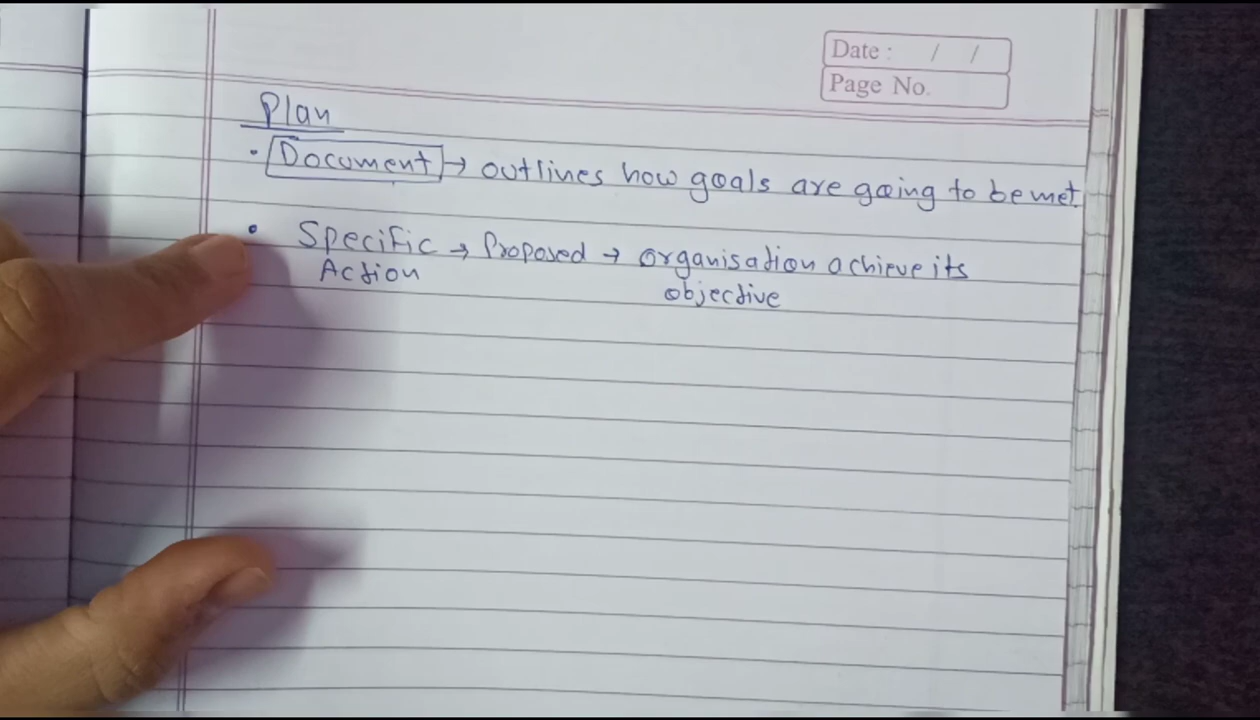 Date : / /
Page No.
Plan
• Document → outlines how goals are going to be met.
• Specific → Proposed → organisation achieve its
Action objective